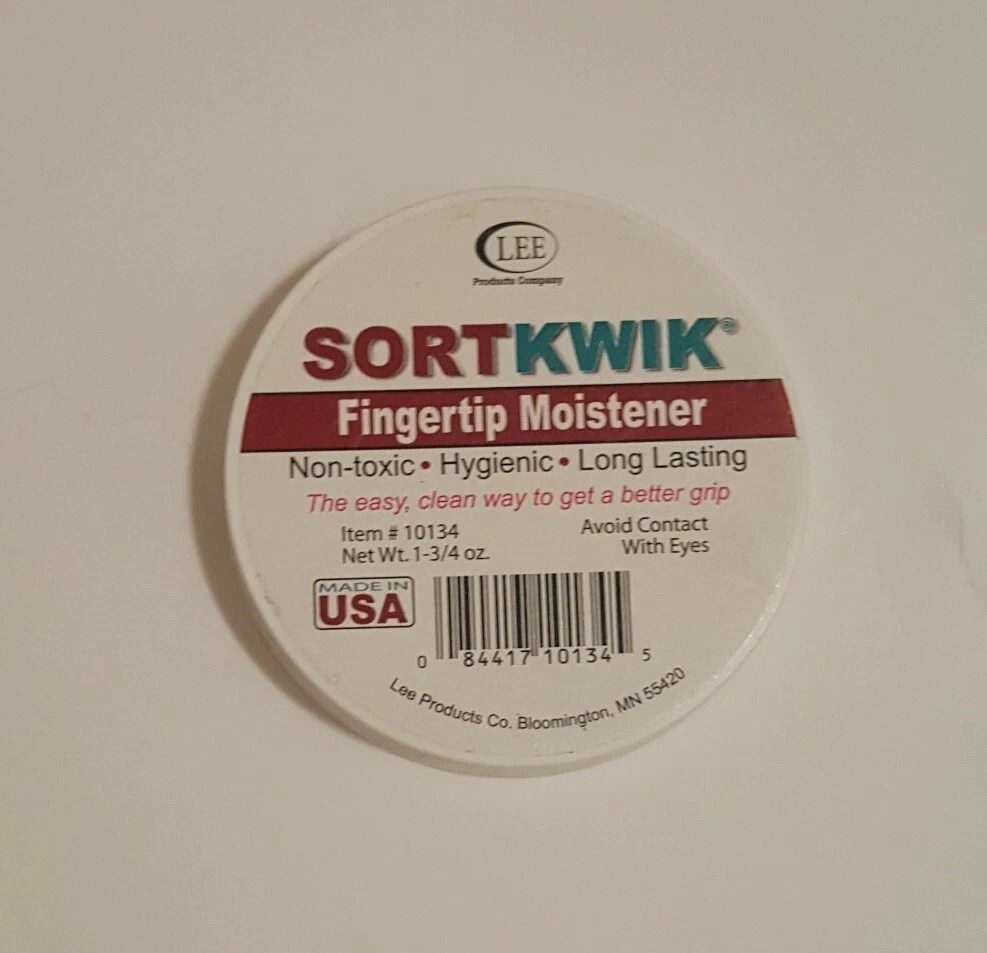 LEE
Products Company
SORTKWIK®
Fingertip Moistener
Non-toxic • Hygienic • Long Lasting
The easy, clean way to get a better grip
Item # 10134
Net Wt. 1-3/4 oz.
Avoid Contact
With Eyes
MADE IN
USA
0 84417 10134 5
Lee Products Co. Bloomington, MN 55420